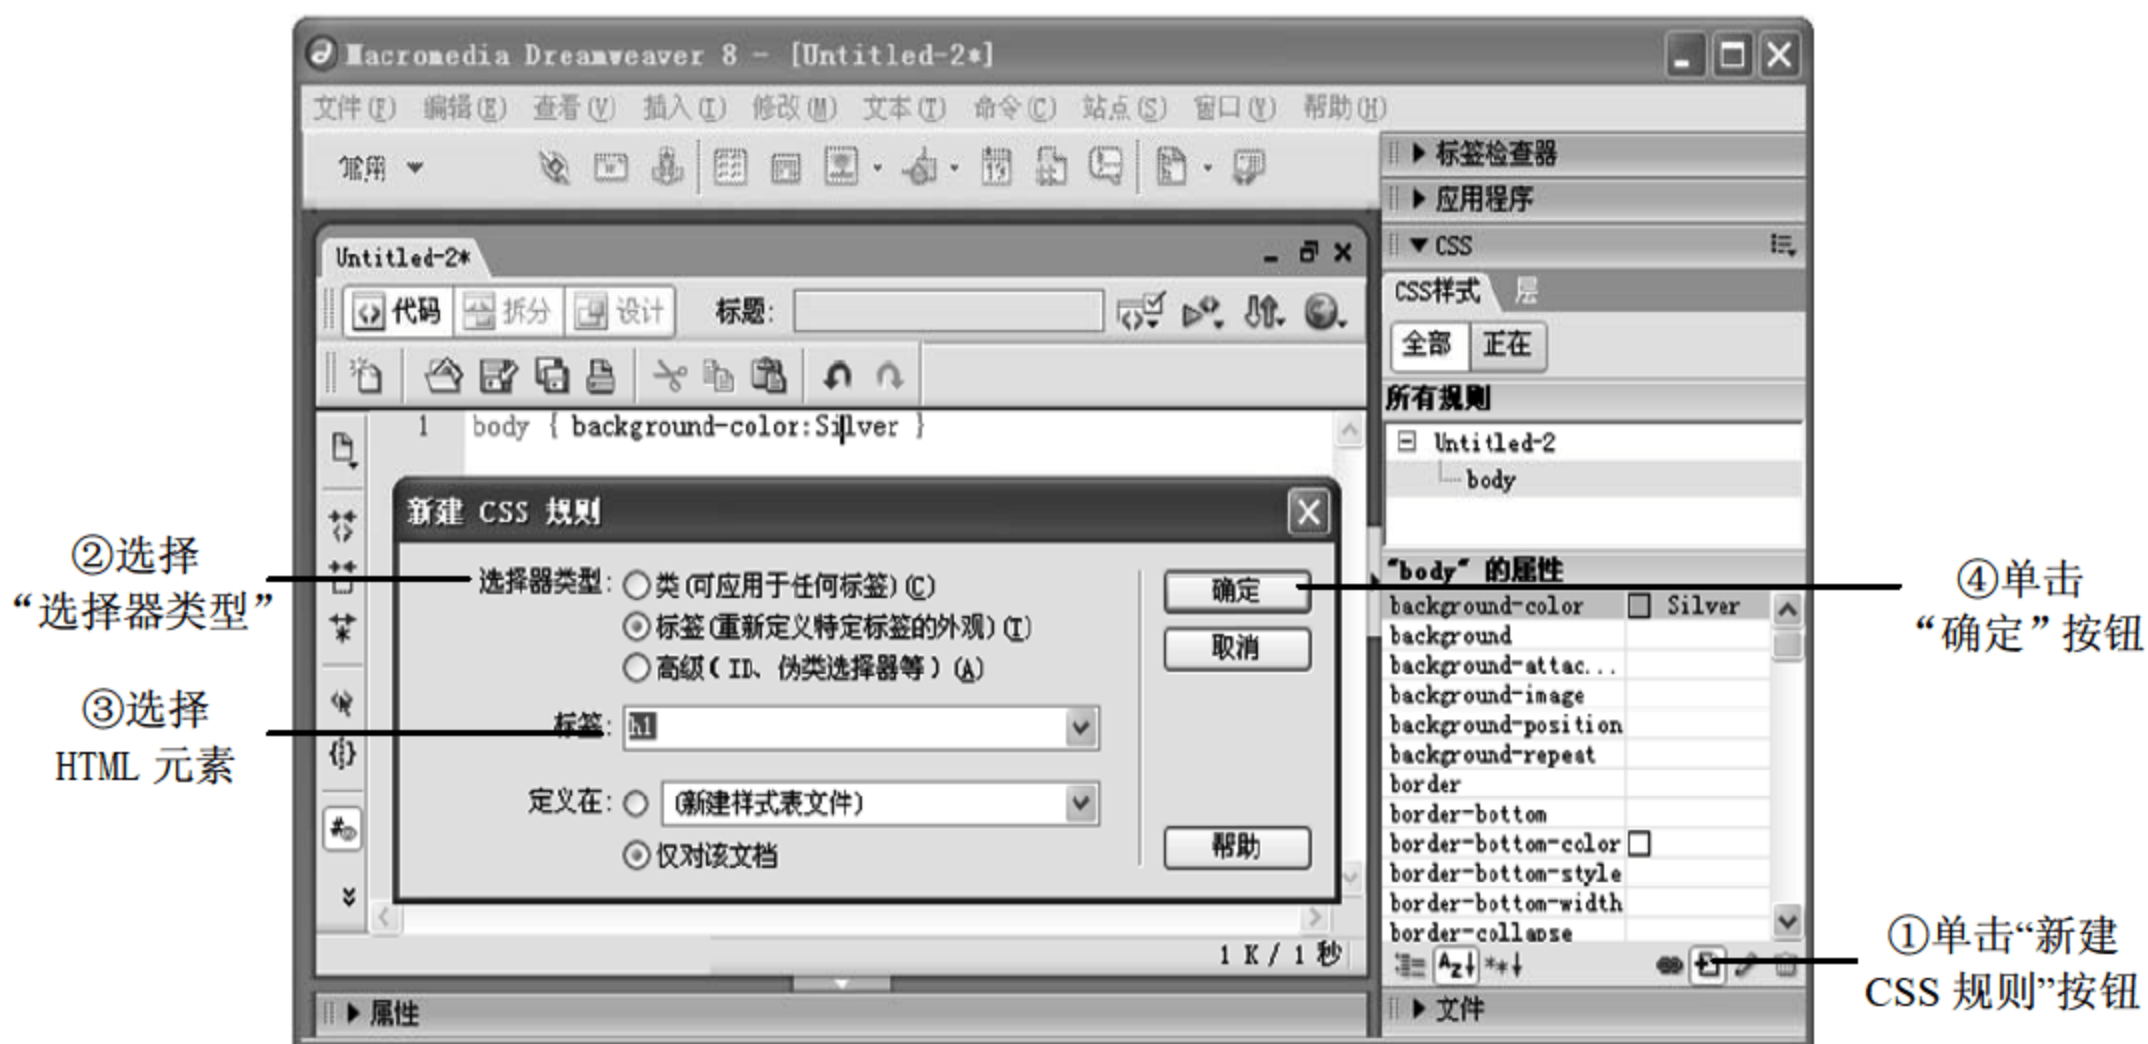 Macromedia Dreamweaver 8 - [Untitled-2*]
文件(F) 编辑(E) 查看(V) 插入(I) 修改(M) 文本(T) 命令(C) 站点(S) 窗口(W) 帮助(H)
常用
标签检查器
应用程序
CSS
CSS样式 层
全部 正在
所有规则
Untitled-2
body
"body" 的属性
background-color Silver
background
background-attac...
background-image
background-position
background-repeat
border
border-bottom
border-bottom-color
border-bottom-style
border-bottom-width
border-collapse
文件
Untitled-2*
代码 拆分 设计 标题:
1 body { background-color:Silver }
新建 CSS 规则
选择器类型: 类(可应用于任何标签)(C)
标签(重新定义特定标签的外观)(T)
高级(ID、伪类选择器等)(A)
标签: h1
定义在: (新建样式表文件)
仅对该文档
确定
取消
帮助
1 K / 1 秒
属性
①单击“新建
CSS 规则”按钮
②选择
“选择器类型”
③选择
HTML 元素
④单击
“确定”按钮